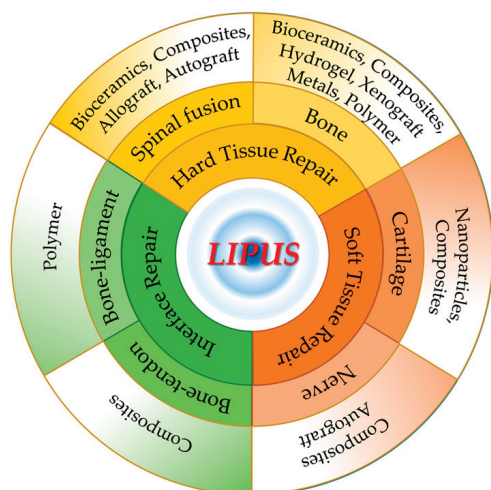 Bioceramics, Composites,
Allograft, Autograft
Bioceramics, Composites,
Hydrogel, Xenograft
Metals, Polymer
Spinal fusion
Bone
Hard Tissue Repair
Polymer
Bone-ligament
Interface Repair
LIPUS
Soft Tissue Repair
Cartilage
Nanoparticles,
Composites
Bone-tendon
Nerve
Composites
Composites
Autograft